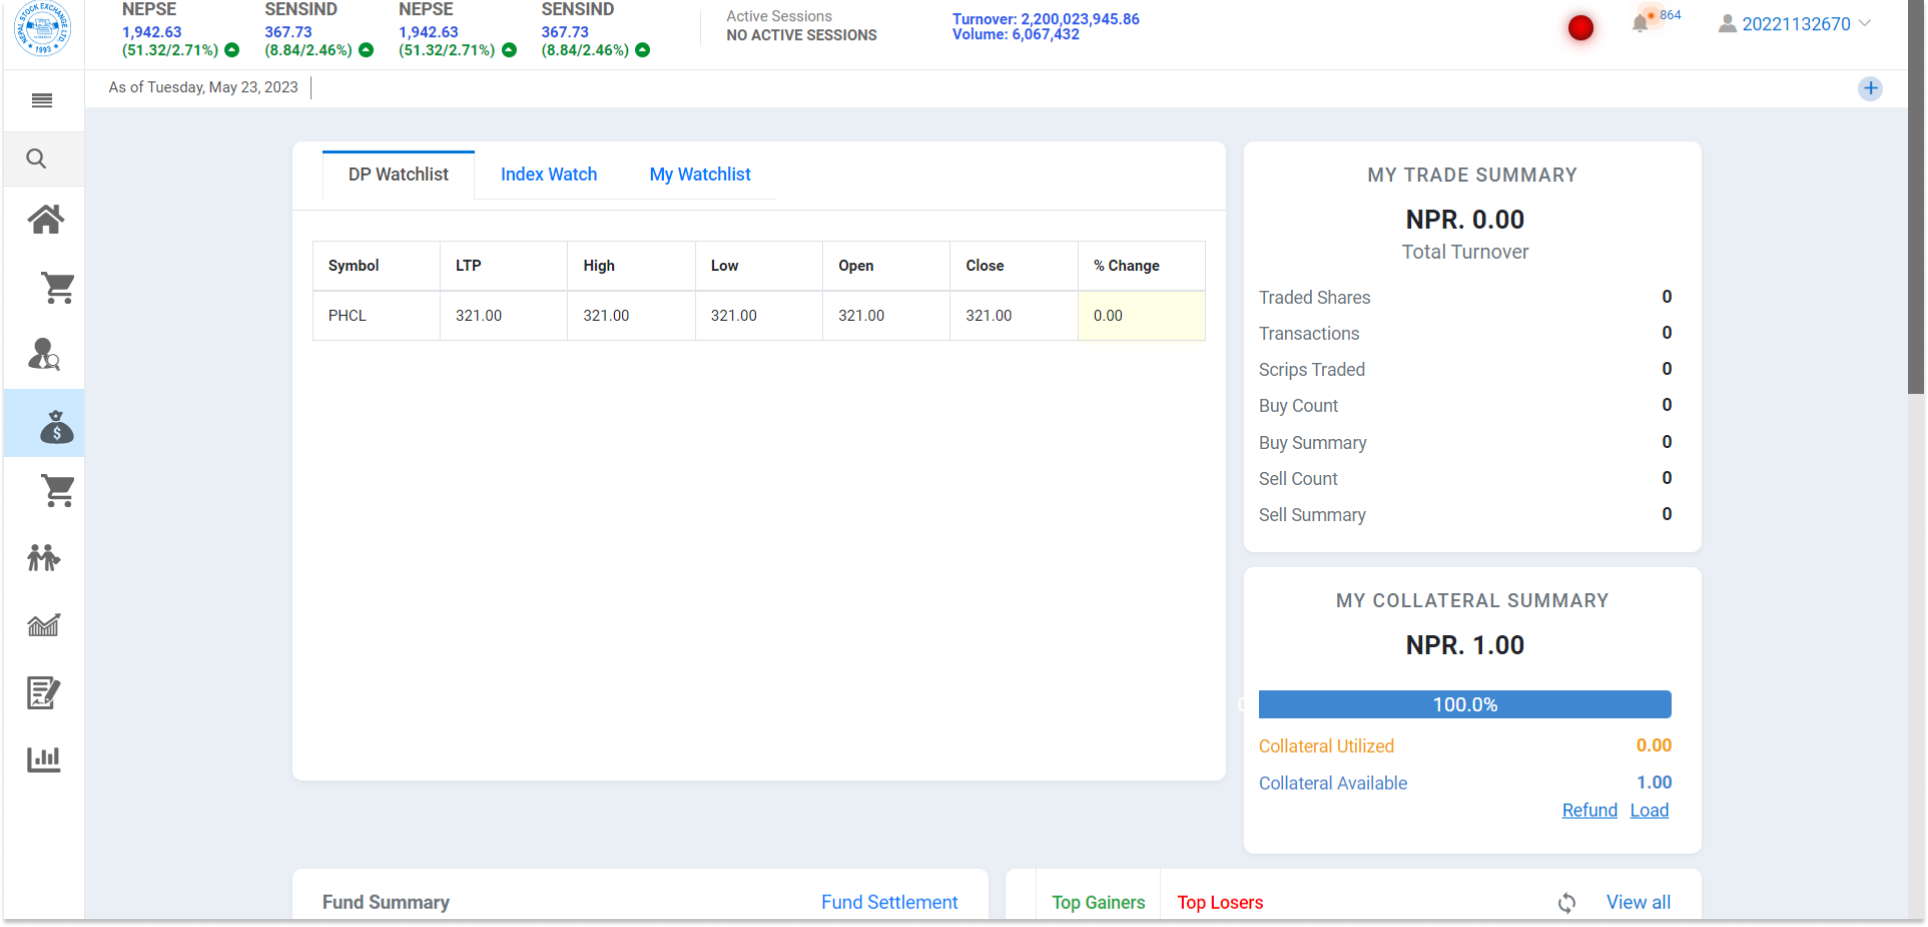 NEPAL STOCK EXCHANGE LTD.
1993
NEPSE
1,942.63
(51.32/2.71%)
SENSIND
367.73
(8.84/2.46%)
NEPSE
1,942.63
(51.32/2.71%)
SENSIND
367.73
(8.84/2.46%)
Active Sessions
NO ACTIVE SESSIONS
Turnover: 2,200,023,945.86
Volume: 6,067,432
864
20221132670
As of Tuesday, May 23, 2023
DP Watchlist Index Watch My Watchlist
Symbol LTP High Low Open Close % Change
PHCL 321.00 321.00 321.00 321.00 321.00 0.00
MY TRADE SUMMARY
NPR. 0.00
Total Turnover
Traded Shares 0
Transactions 0
Scrips Traded 0
Buy Count 0
Buy Summary 0
Sell Count 0
Sell Summary 0
MY COLLATERAL SUMMARY
NPR. 1.00
100.0%
Collateral Utilized 0.00
Collateral Available 1.00
Refund Load
Fund Summary Fund Settlement
Top Gainers Top Losers View all